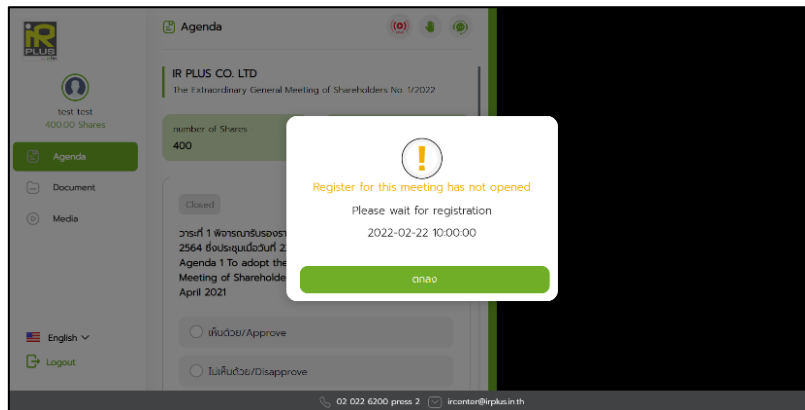 iR
PLUS
test test
400.00 Shares
Agenda
Document
Media
English
Logout
Agenda
IR PLUS CO. LTD
The Extraordinary General Meeting of Shareholders No. 1/2022
number of Shares
400
Closed
วาระที่ 1 พิจารณารับรองรา
2564 ซึ่งประชุมเมื่อวันที่ 2
Agenda 1 To adopt the
Meeting of Shareholde
April 2021
เห็นด้วย/Approve
ไม่เห็นด้วย/Disapprove
Register for this meeting has not opened
Please wait for registration
2022-02-22 10:00:00
ตกลง
02 022 6200 press 2 ircenter@irplus.in.th